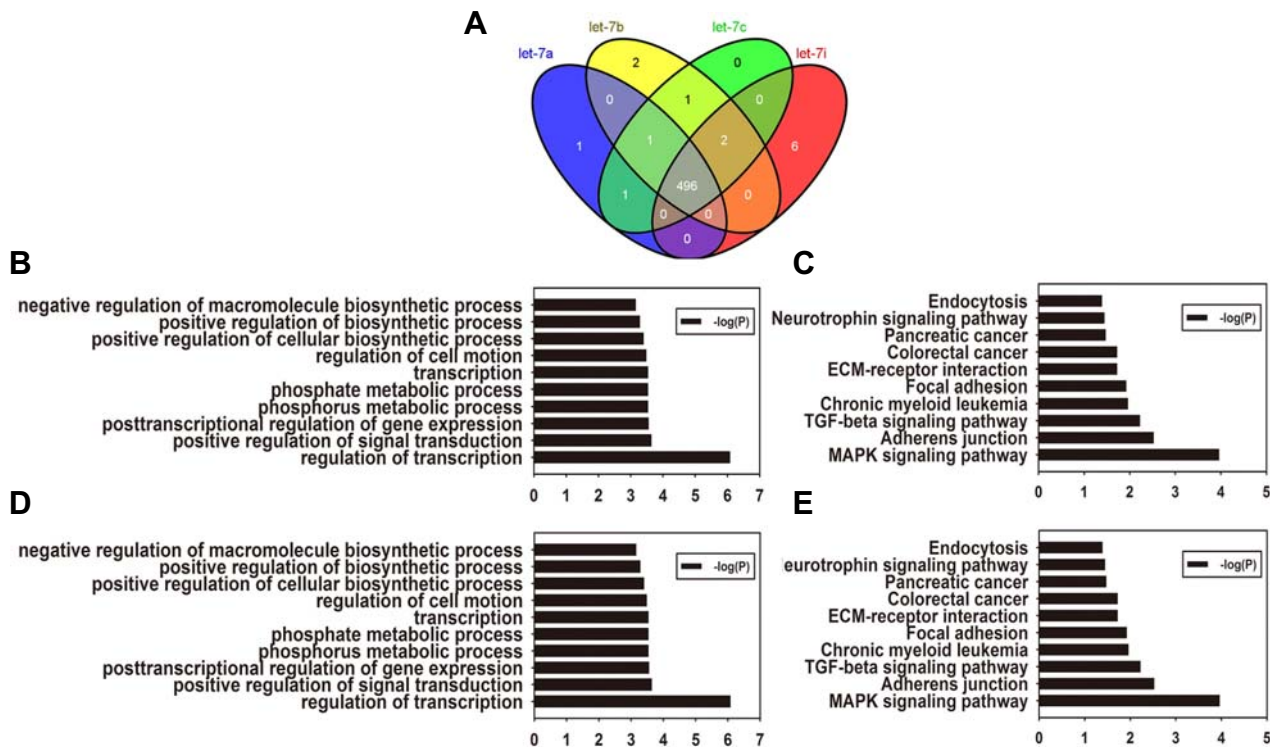 A
let-7a
let-7b
let-7c
let-7i
2
0
0
1
0
1
1
2
6
1
496
0
0
0
0
B
negative regulation of macromolecule biosynthetic process
positive regulation of biosynthetic process
positive regulation of cellular biosynthetic process
regulation of cell motion
transcription
phosphate metabolic process
phosphorus metabolic process
posttranscriptional regulation of gene expression
positive regulation of signal transduction
regulation of transcription
-log(P)
0 1 2 3 4 5 6 7
C
Endocytosis
Neurotrophin signaling pathway
Pancreatic cancer
Colorectal cancer
ECM-receptor interaction
Focal adhesion
Chronic myeloid leukemia
TGF-beta signaling pathway
Adherens junction
MAPK signaling pathway
-log(P)
0 1 2 3 4 5
D
negative regulation of macromolecule biosynthetic process
positive regulation of biosynthetic process
positive regulation of cellular biosynthetic process
regulation of cell motion
transcription
phosphate metabolic process
phosphorus metabolic process
posttranscriptional regulation of gene expression
positive regulation of signal transduction
regulation of transcription
-log(P)
0 1 2 3 4 5 6 7
E
Endocytosis
eurotrophin signaling pathway
Pancreatic cancer
Colorectal cancer
ECM-receptor interaction
Focal adhesion
Chronic myeloid leukemia
TGF-beta signaling pathway
Adherens junction
MAPK signaling pathway
-log(P)
0 1 2 3 4 5